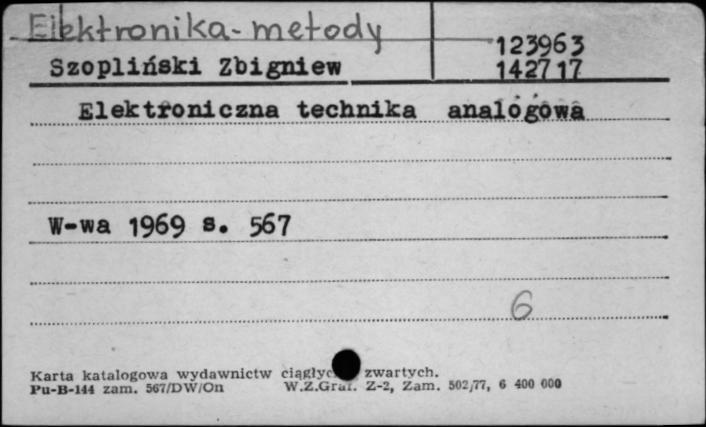 Elektronika-metody
123963
Szopliński Zbigniew
142717
Elektroniczna technika analogowa
W-wa 1969 s. 567
6
Karta katalogowa wydawnictw zwartych.
Pu-B-144 zam. 567/DW/On W.Z.Graf. Z-2, Zam. 502/77, 6 400 000